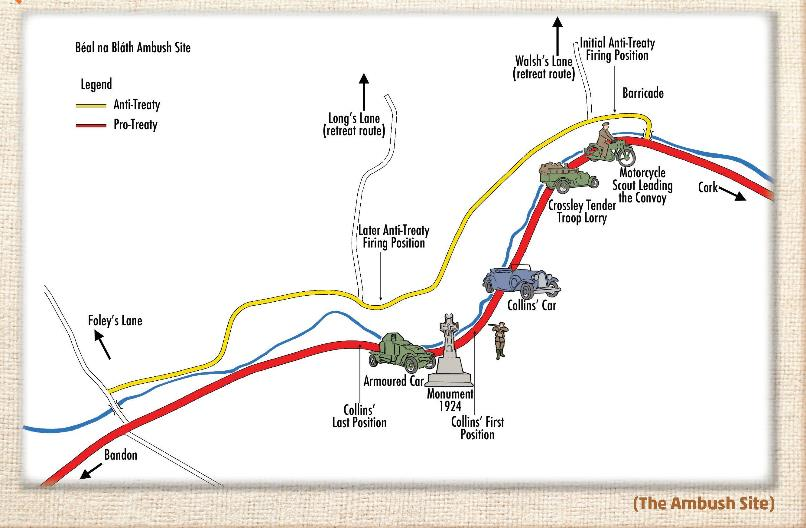 Béal na Bláth Ambush Site
Legend
Anti-Treaty
Pro-Treaty
Long's Lane
(retreat route)
Walsh's Lane
(retreat route)
Initial Anti-Treaty
Firing Position
Barricade
Motorcycle
Scout Leading
the Convoy
Cork
Crossley Tender
Troop Lorry
Later Anti-Treaty
Firing Position
Collins' Car
Foley's Lane
Armoured Car
Monument
1924
Collins'
Last Position
Collins' First
Position
Bandon
(The Ambush Site)